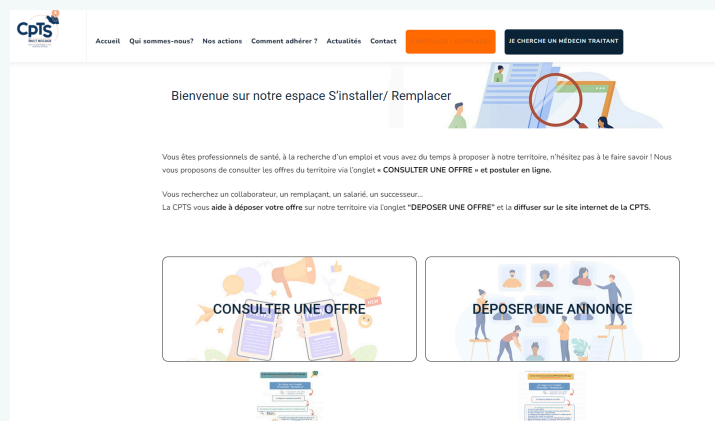 CPTS
Accueil Qui sommes-nous? Nos actions Comment adhérer ? Actualités Contact
JE CHERCHE UN MÉDECIN TRAITANT
Bienvenue sur notre espace S'installer/ Remplacer
Vous êtes professionnels de santé, à la recherche d'un emploi et vous avez du temps à proposer à notre territoire, n'hésitez pas à le faire savoir ! Nous
vous proposons de consulter les offres du territoire via l'onglet « CONSULTER UNE OFFRE » et postuler en ligne.
Vous recherchez un collaborateur, un remplaçant, un salarié, un successeur...
La CPTS vous aide à déposer votre offre sur notre territoire via l'onglet "DEPOSER UNE OFFRE" et la diffuser sur le site internet de la CPTS.
NEW
CONSULTER UNE OFFRE
DÉPOSER UNE ANNONCE